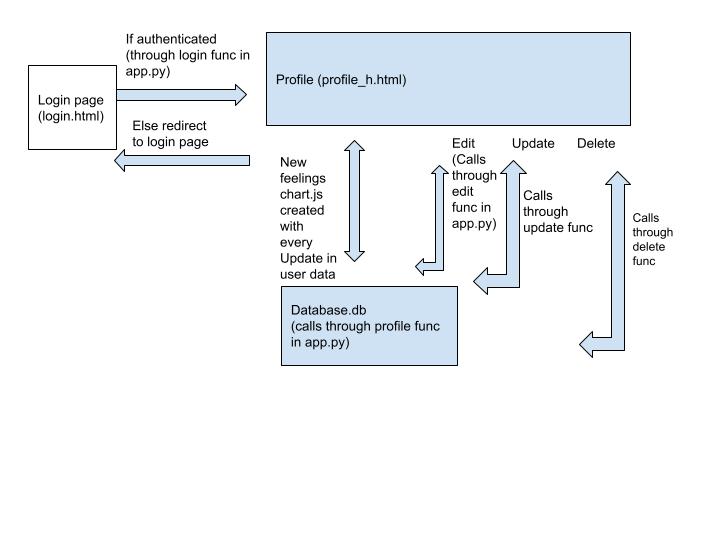 If authenticated
(through login func in
app.py)
Login page
(login.html)
Profile (profile_h.html)
Else redirect
to login page
New
feelings
chart.js
created
with
every
Update in
user data
Edit
(Calls
through
edit
func in
app.py)
Update
Delete
Calls
through
update func
Calls
through
delete
func
Database.db
(calls through profile func
in app.py)